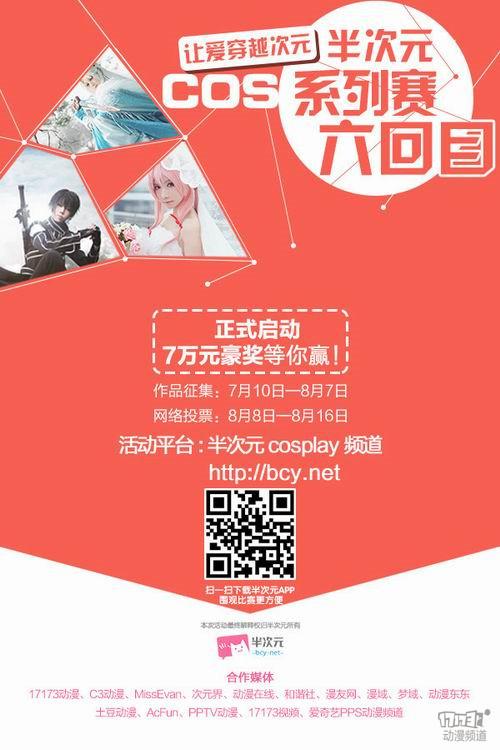 让爱穿越次元
半次元
COS系列赛
六回目
正式启动
7万元豪奖等你赢！
作品征集：7月10日—8月7日
网络投票：8月8日—8月16日
活动平台：半次元 cosplay 频道
http://bcy.net
扫一扫下载半次元APP
围观比赛更方便
本次活动最终解释权归半次元所有
半次元
-bcy·net-
合作媒体
17173动漫、C3动漫、MissEvan、次元界、动漫在线、和谐社、漫友网、漫域、梦域、动漫东东
土豆动漫、AcFun、PPTV动漫、17173视频、爱奇艺PPS动漫频道
17173
动漫频道